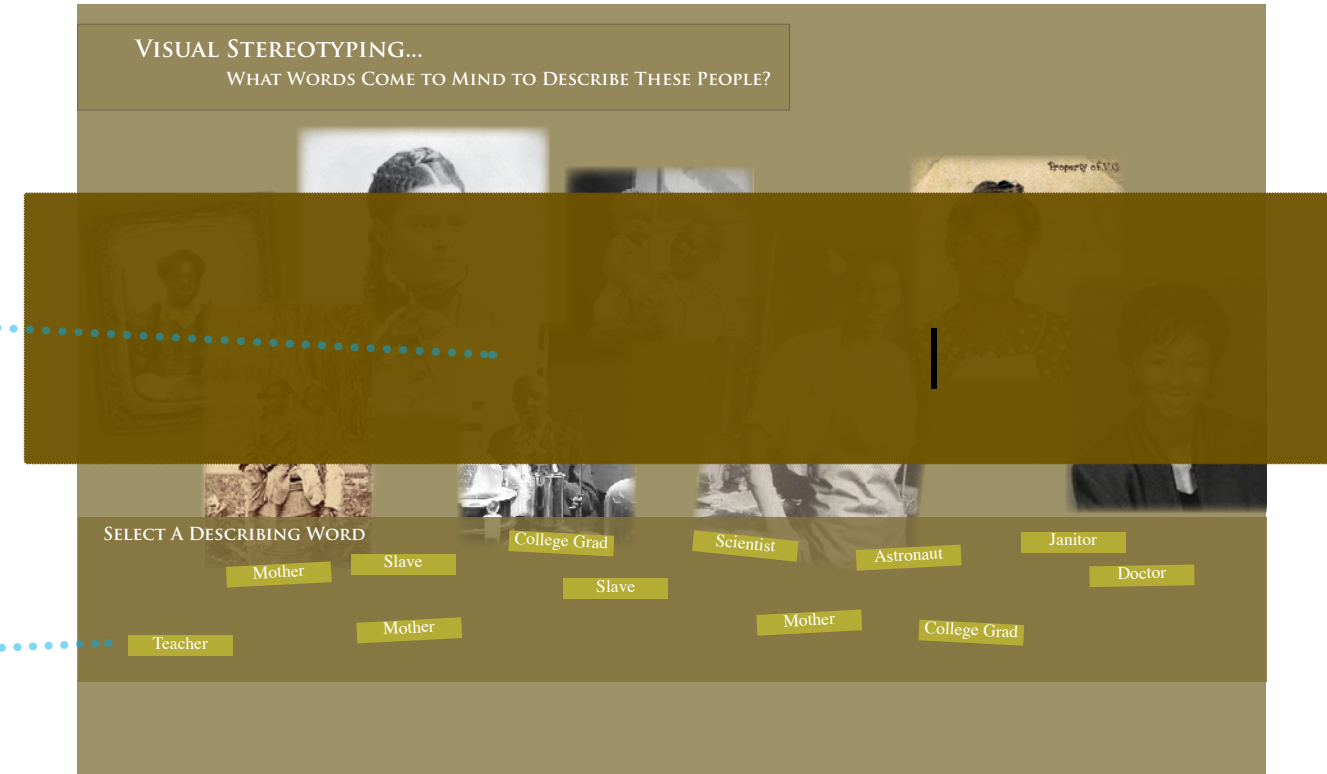 Visual Stereotyping...
What Words Come to Mind to Describe These People?
Property of V.G.
Select A Describing Word
College Grad
Scientist
Janitor
Astronaut
Slave
Mother
Doctor
Slave
Mother
Mother
College Grad
Teacher